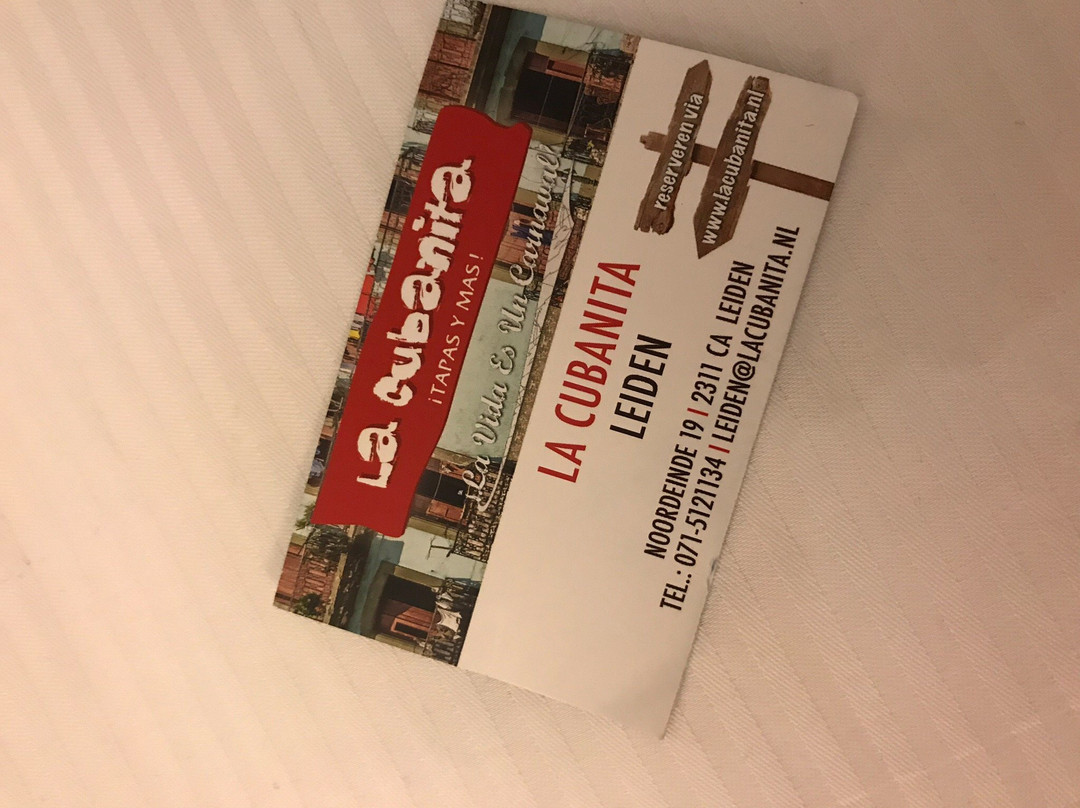 La cubanita
¡TAPAS Y MAS!
La Vida Es Un Carnaval!
reserveren via
www.lacubanita.nl
LA CUBANITA
LEIDEN
NOORDEINDE 19 | 2311 CA LEIDEN
TEL.: 071-5121134 | LEIDEN@LACUBANITA.NL